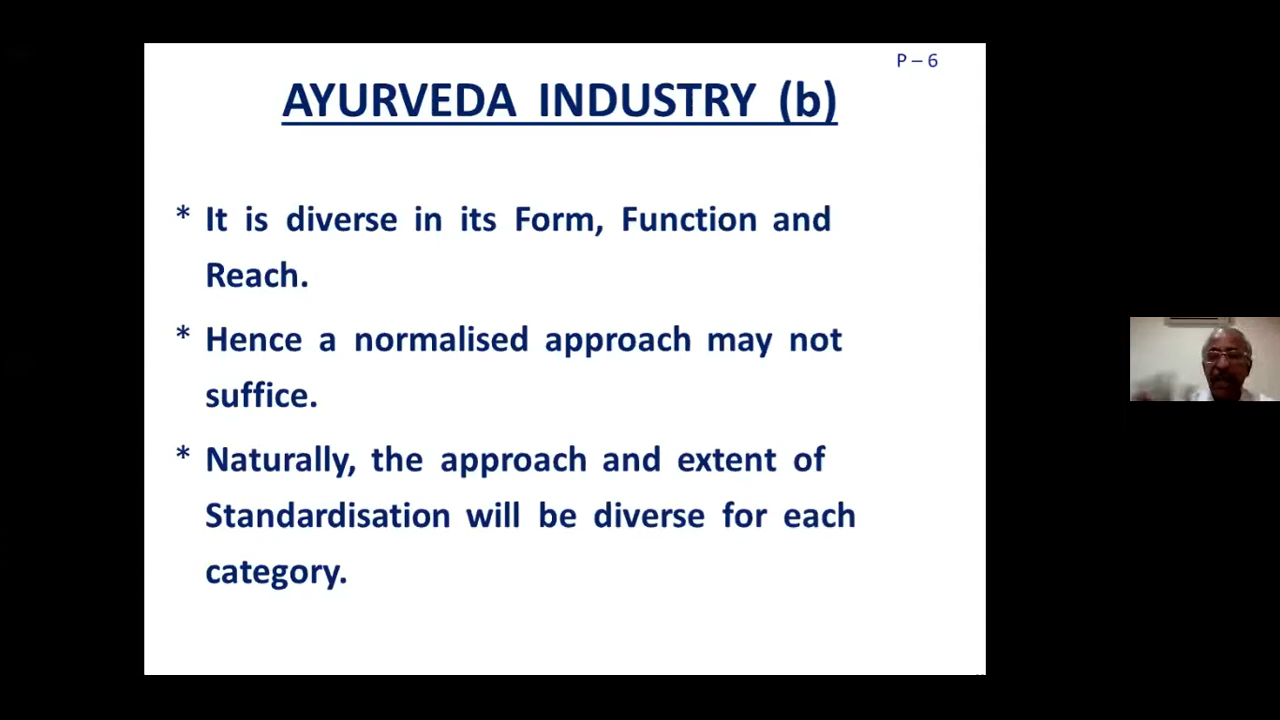 P – 6
AYURVEDA INDUSTRY (b)
* It is diverse in its Form, Function and
Reach.
* Hence a normalised approach may not
suffice.
* Naturally, the approach and extent of
Standardisation will be diverse for each
category.